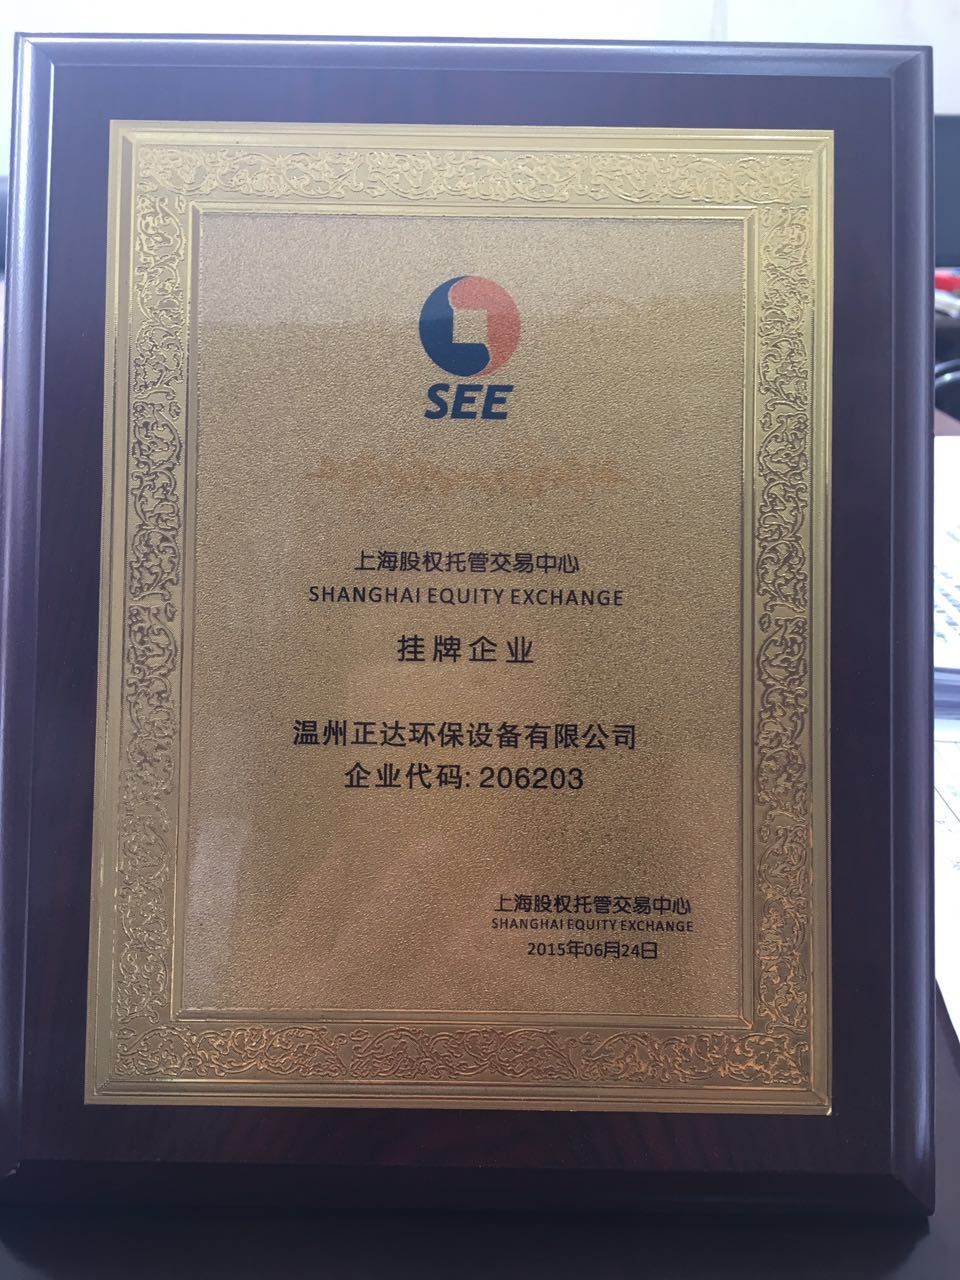 SEE
上海股权托管交易中心
SHANGHAI EQUITY EXCHANGE
挂牌企业
温州正达环保设备有限公司
企业代码: 206203
上海股权托管交易中心
SHANGHAI EQUITY EXCHANGE
2015年06月24日